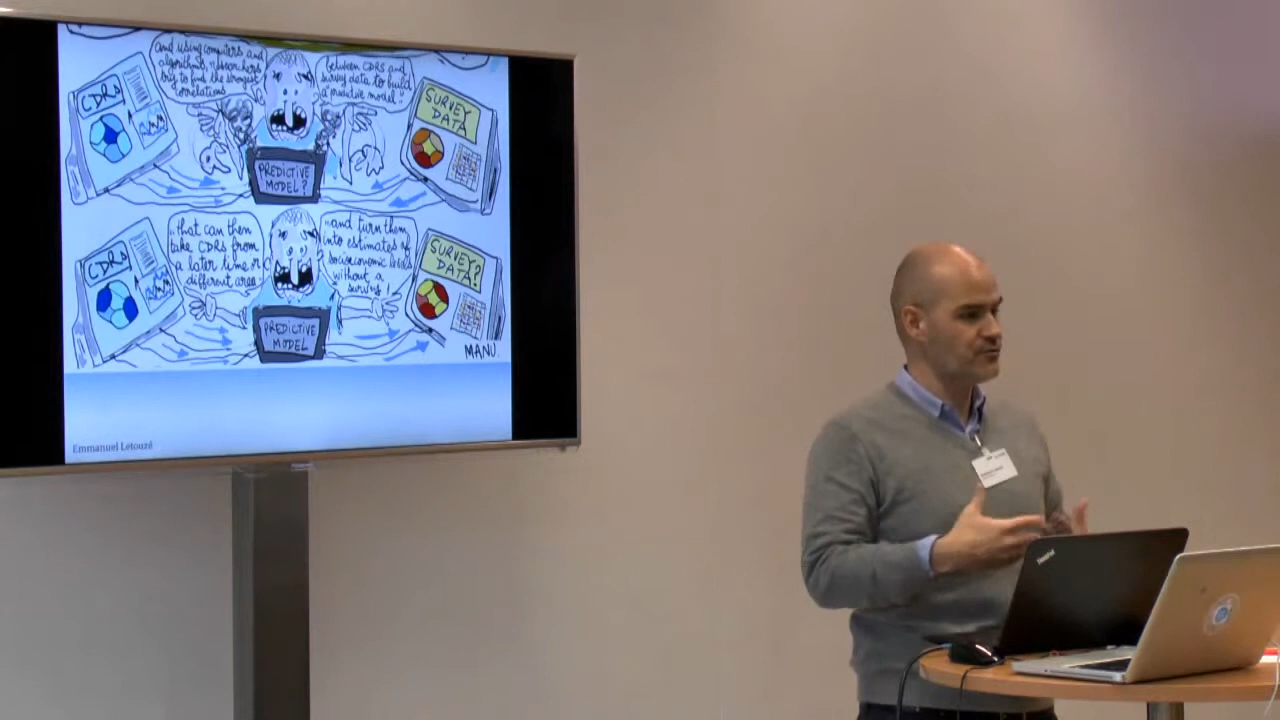 and using computers and
algorithms, researchers
try to find the strongest
correlations
between CDRs and
survey data to build
a predictive model..
CDRs
SURVEY
DATA
PREDICTIVE
MODEL?
..that can then
take CDRs from
a later time or
different area..
..and turn them
into estimates of
socioeconomic levels
without a
survey!
CDRs
SURVEY
DATA?
PREDICTIVE
MODEL
MANU.
Emmanuel Letouzé
ThinkPad